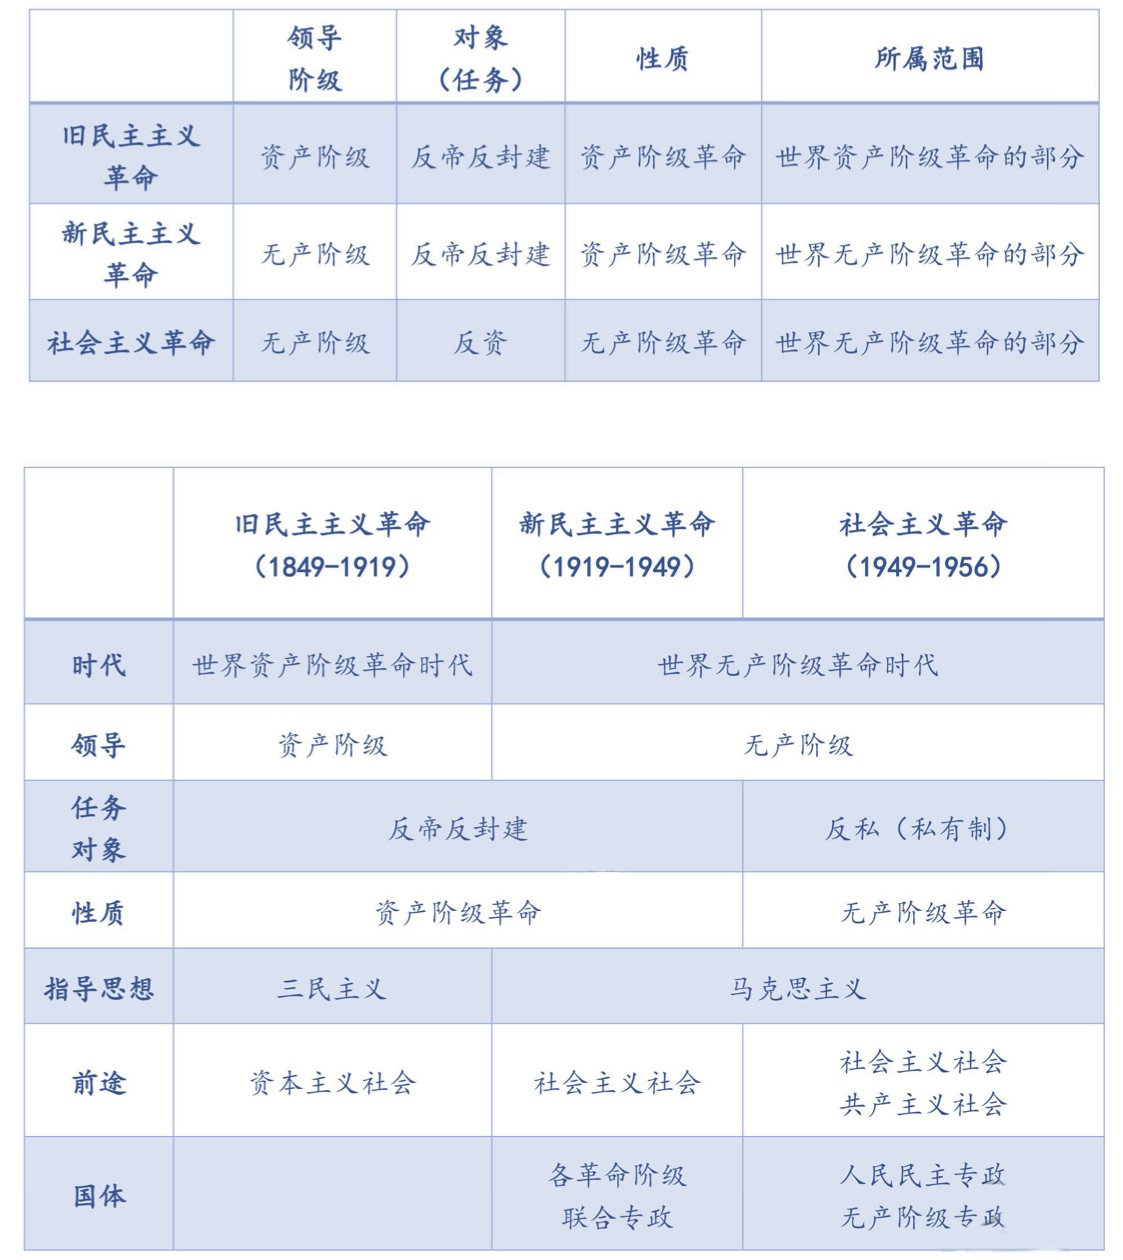 领导
阶级
对象
（任务）
性质
所属范围
旧民主主义
革命
资产阶级
反帝反封建
资产阶级革命
世界资产阶级革命的部分
新民主主义
革命
无产阶级
反帝反封建
资产阶级革命
世界无产阶级革命的部分
社会主义革命
无产阶级
反资
无产阶级革命
世界无产阶级革命的部分
旧民主主义革命
（1849-1919）
新民主主义革命
（1919-1949）
社会主义革命
（1949-1956）
时代
世界资产阶级革命时代
世界无产阶级革命时代
领导
资产阶级
无产阶级
任务
对象
反帝反封建
反私（私有制）
性质
资产阶级革命
无产阶级革命
指导思想
三民主义
马克思主义
前途
资本主义社会
社会主义社会
社会主义社会
共产主义社会
国体
各革命阶级
联合专政
人民民主专政
无产阶级专政